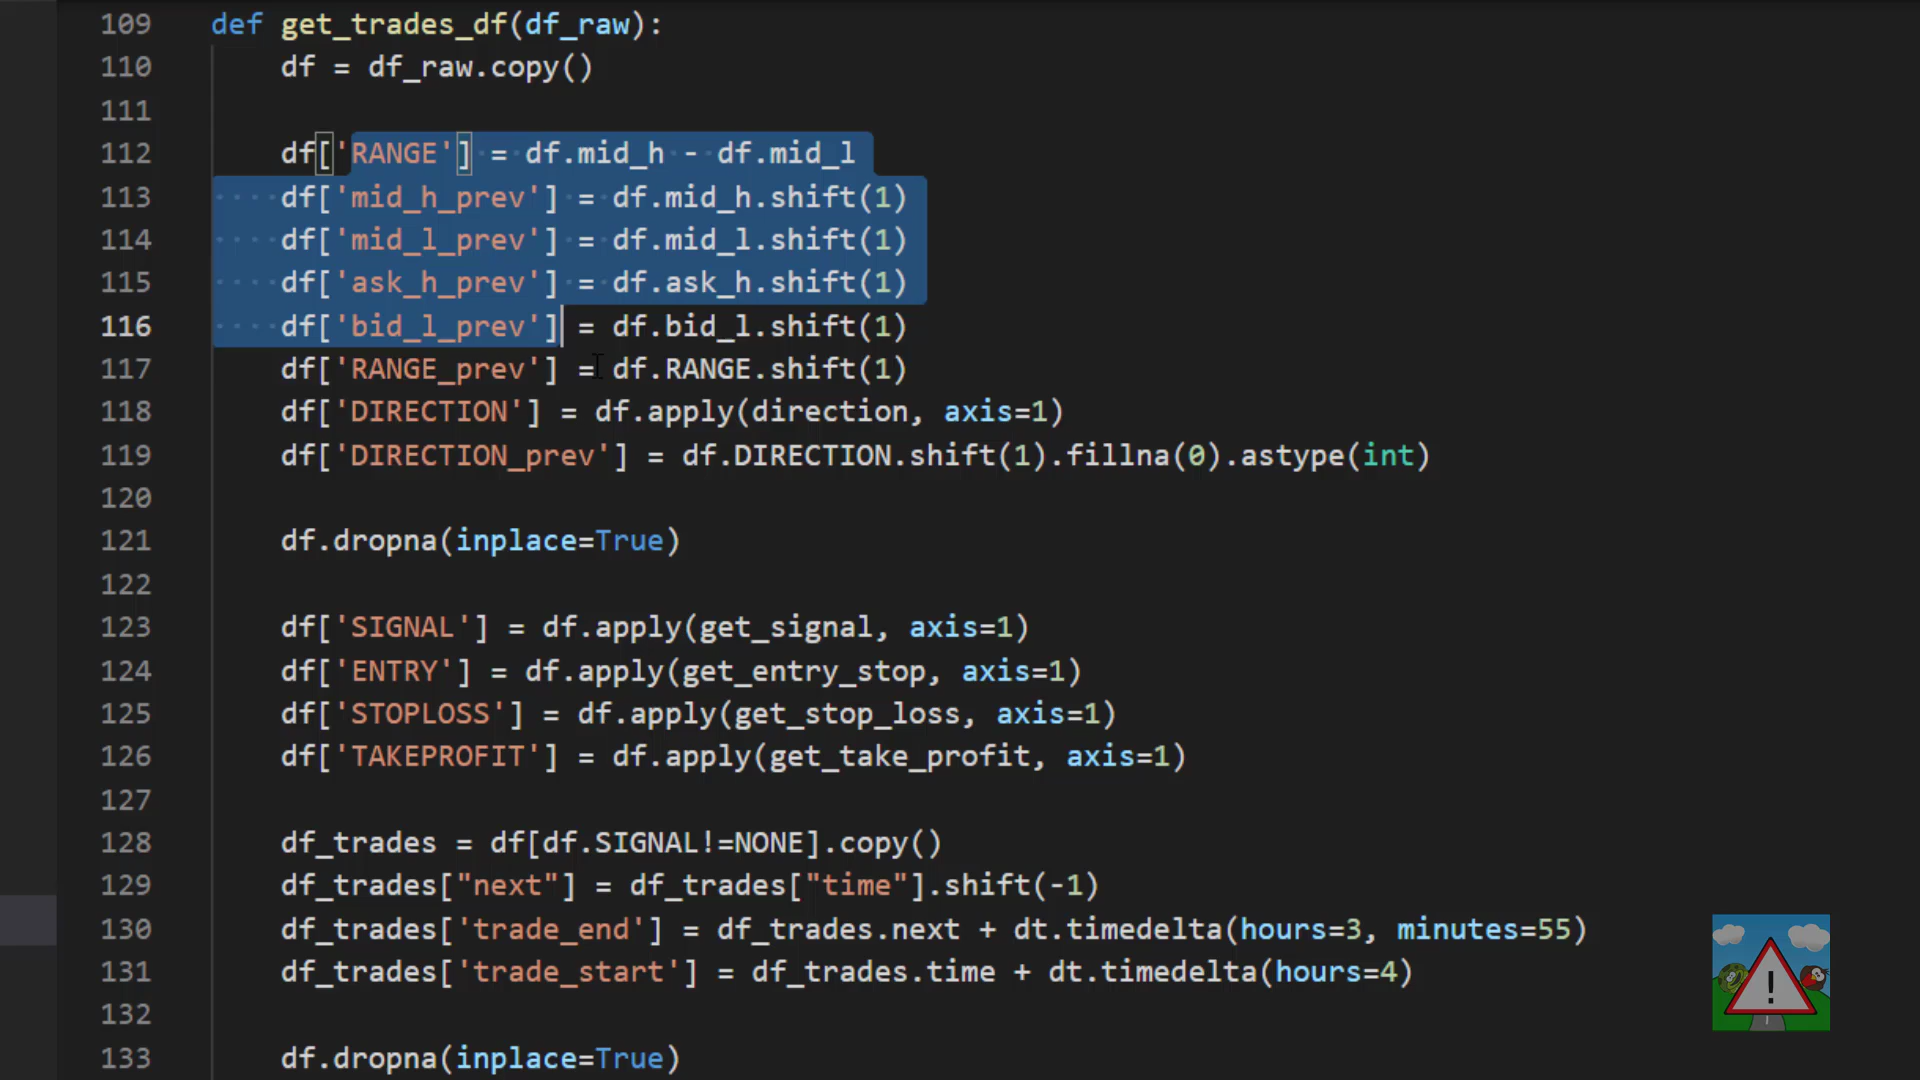 109 def get_trades_df(df_raw):
110 df = df_raw.copy()
111
112 df['RANGE'] = df.mid_h - df.mid_l
113 df['mid_h_prev'] = df.mid_h.shift(1)
114 df['mid_l_prev'] = df.mid_l.shift(1)
115 df['ask_h_prev'] = df.ask_h.shift(1)
116 df['bid_l_prev'] = df.bid_l.shift(1)
117 df['RANGE_prev'] = df.RANGE.shift(1)
118 df['DIRECTION'] = df.apply(direction, axis=1)
119 df['DIRECTION_prev'] = df.DIRECTION.shift(1).fillna(0).astype(int)
120
121 df.dropna(inplace=True)
122
123 df['SIGNAL'] = df.apply(get_signal, axis=1)
124 df['ENTRY'] = df.apply(get_entry_stop, axis=1)
125 df['STOPLOSS'] = df.apply(get_stop_loss, axis=1)
126 df['TAKEPROFIT'] = df.apply(get_take_profit, axis=1)
127
128 df_trades = df[df.SIGNAL!=NONE].copy()
129 df_trades["next"] = df_trades["time"].shift(-1)
130 df_trades['trade_end'] = df_trades.next + dt.timedelta(hours=3, minutes=55)
131 df_trades['trade_start'] = df_trades.time + dt.timedelta(hours=4)
132
133 df.dropna(inplace=True)
!